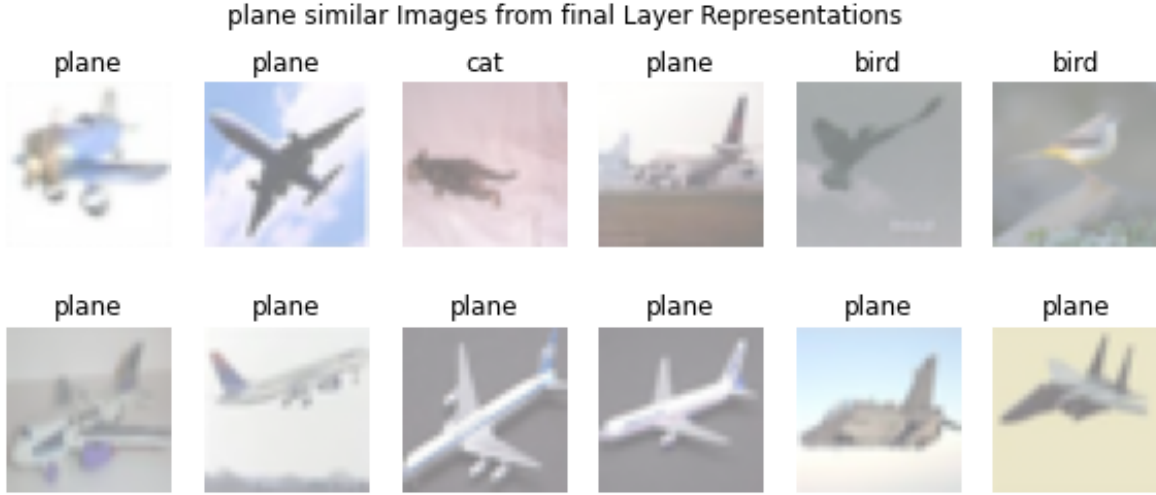 plane similar Images from final Layer Representations
plane plane cat plane bird bird
plane plane plane plane plane plane